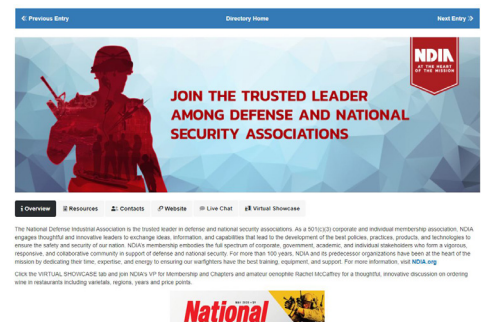 Previous Entry Directory Home Next Entry
NDIA
AT THE HEART
OF THE MISSION
JOIN THE TRUSTED LEADER
AMONG DEFENSE AND NATIONAL
SECURITY ASSOCIATIONS
Overview Resources Contacts Website Live Chat Virtual Showcase
The National Defense Industrial Association is the trusted leader in defense and national security associations. As a 501(c)(3) corporate and individual membership association, NDIA
engages thoughtful and innovative leaders to exchange ideas, information, and capabilities that lead to the development of the best policies, practices, products, and technologies to
ensure the safety and security of our nation. NDIA's membership embodies the full spectrum of corporate, government, academic, and individual stakeholders who form a vigorous,
responsive, and collaborative community in support of defense and national security. For more than 100 years, NDIA and its predecessor organizations have been at the heart of the
mission by dedicating their time, expertise, and energy to ensuring our warfighters have the best training, equipment, and support. For more information, visit NDIA.org
Click the VIRTUAL SHOWCASE tab and join NDIA's VP for Membership and Chapters and amateur oenophile Rachel McCaffrey for a thoughtful, innovative discussion on ordering
wine in restaurants including varietals, regions, years and price points.
National